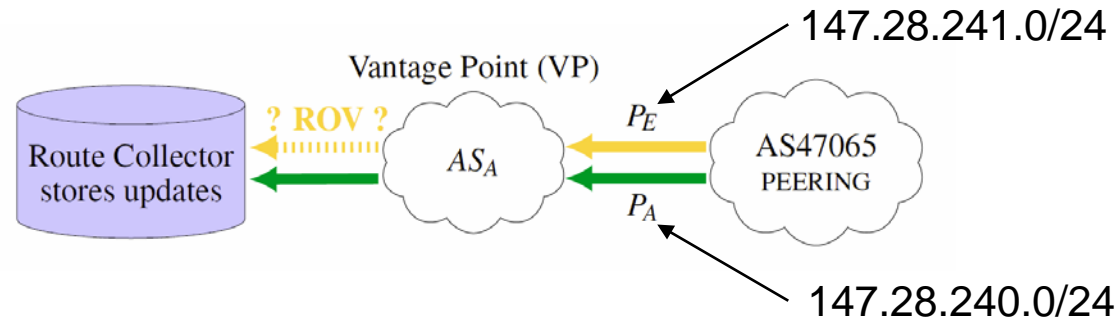 147.28.241.0/24
Vantage Point (VP)
? ROV ?
P_E
Route Collector
stores updates
AS_A
AS47065
PEERING
P_A
147.28.240.0/24